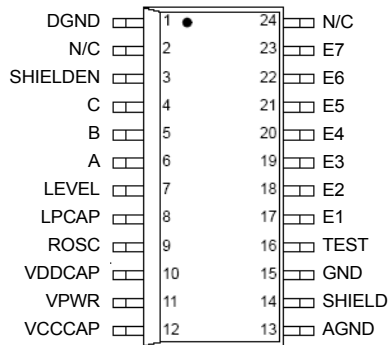 DGND 1 24 N/C
N/C 2 23 E7
SHIELDEN 3 22 E6
C 4 21 E5
B 5 20 E4
A 6 19 E3
LEVEL 7 18 E2
LPCAP 8 17 E1
ROSC 9 16 TEST
VDDCAP 10 15 GND
VPWR 11 14 SHIELD
VCCCAP 12 13 AGND